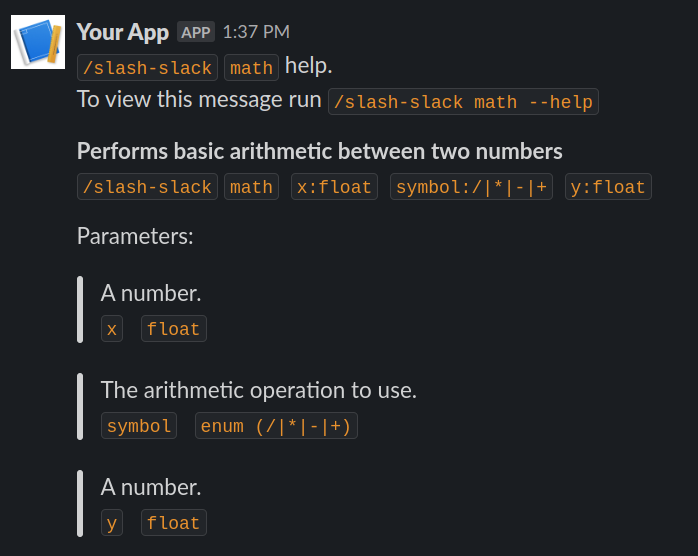 Your App APP 1:37 PM
/slash-slack math help.
To view this message run /slash-slack math --help
Performs basic arithmetic between two numbers
/slash-slack math x:float symbol:/|*|-|+ y:float
Parameters:
A number.
x float
The arithmetic operation to use.
symbol enum (/|*|-|+)
A number.
y float